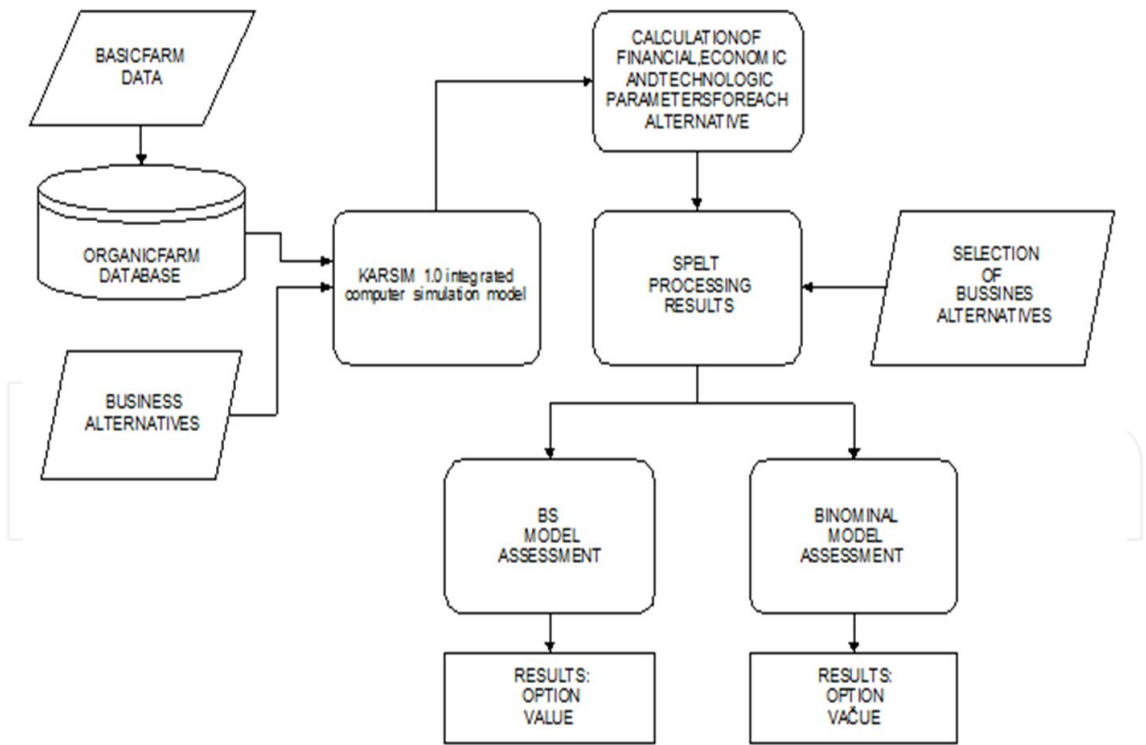 BASICFARM
DATA
CALCULATIONOF
FINANCIAL,ECONOMIC
ANDTECHNOLOGIC
PARAMETERSFOREACH
ALTERNATIVE
ORGANICFARM
DATABASE
KARSIM 1.0 integrated
computer simulation model
SPELT
PROCESSING
RESULTS
SELECTION
OF
BUSSINES
ALTERNATIVES
BUSINESS
ALTERNATIVES
BS
MODEL
ASSESSMENT
BINOMINAL
MODEL
ASSESSMENT
RESULTS:
OPTION
VALUE
RESULTS:
OPTION
VAČUE